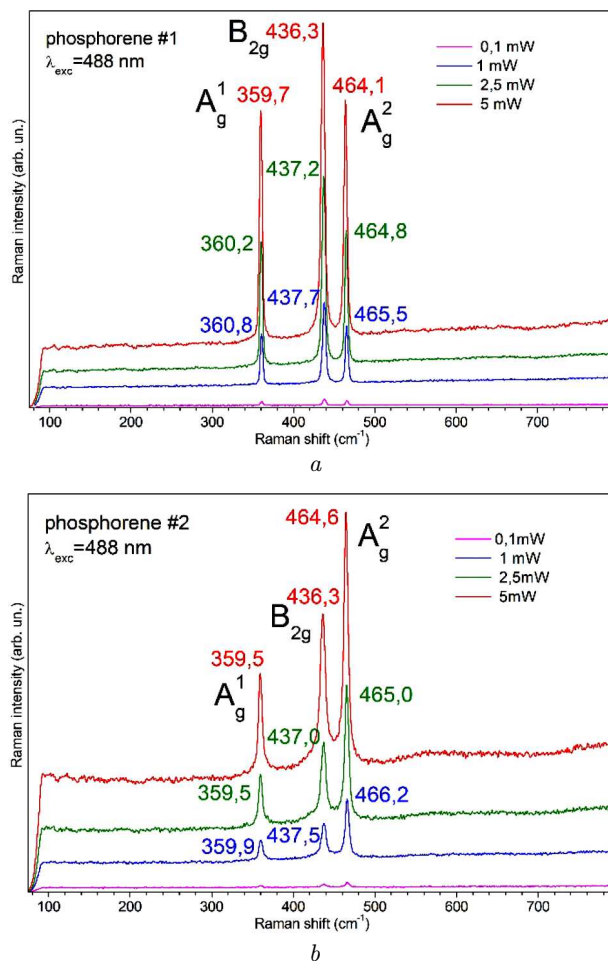 phosphorene #1
λexc=488 nm
B2g
436,3
0,1 mW
1 mW
2,5 mW
5 mW
A1g
359,7
464,1
A2g
437,2
360,2
464,8
437,7
360,8
465,5
Raman intensity (arb. un.)
100 200 300 400 500 600 700
Raman shift (cm-1)
a
phosphorene #2
λexc=488 nm
464,6
A2g
0,1mW
1 mW
2,5mW
5mW
436,3
B2g
359,5
A1g
465,0
437,0
359,5
466,2
437,5
359,9
Raman intensity (arb. un.)
100 200 300 400 500 600 700
Raman shift (cm-1)
b